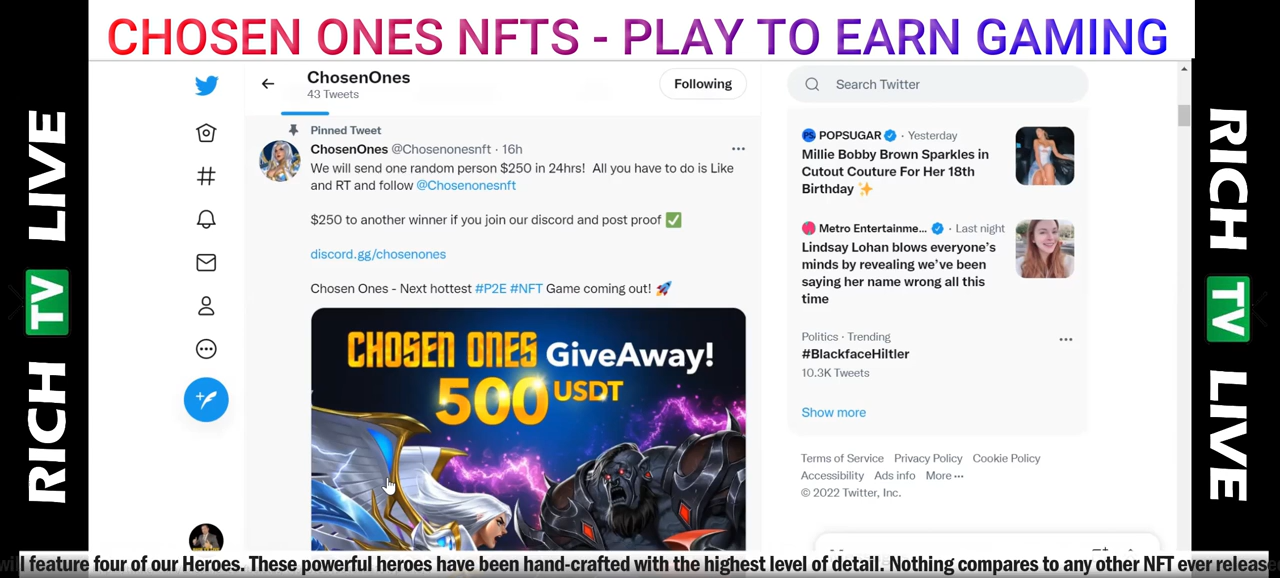 CHOSEN ONES NFTS - PLAY TO EARN GAMING
RICH TV LIVE
ChosenOnes
43 Tweets
Following
Pinned Tweet
ChosenOnes @Chosenonesnft · 16h
We will send one random person $250 in 24hrs! All you have to do is Like
and RT and follow @Chosenonesnft
$250 to another winner if you join our discord and post proof ✅
discord.gg/chosenones
Chosen Ones - Next hottest #P2E #NFT Game coming out! 🚀
CHOSEN ONES GiveAway!
500 USDT
Search Twitter
POPSUGAR · Yesterday
Millie Bobby Brown Sparkles in
Cutout Couture For Her 18th
Birthday ✨
Metro Entertainme... · Last night
Lindsay Lohan blows everyone's
minds by revealing we've been
saying her name wrong all this
time
Politics · Trending
#BlackfaceHiltler
10.3K Tweets
Show more
Terms of Service Privacy Policy Cookie Policy
Accessibility Ads info More ···
© 2022 Twitter, Inc.
RICH TV LIVE
will feature four of our Heroes. These powerful heroes have been hand-crafted with the highest level of detail. Nothing compares to any other NFT ever release